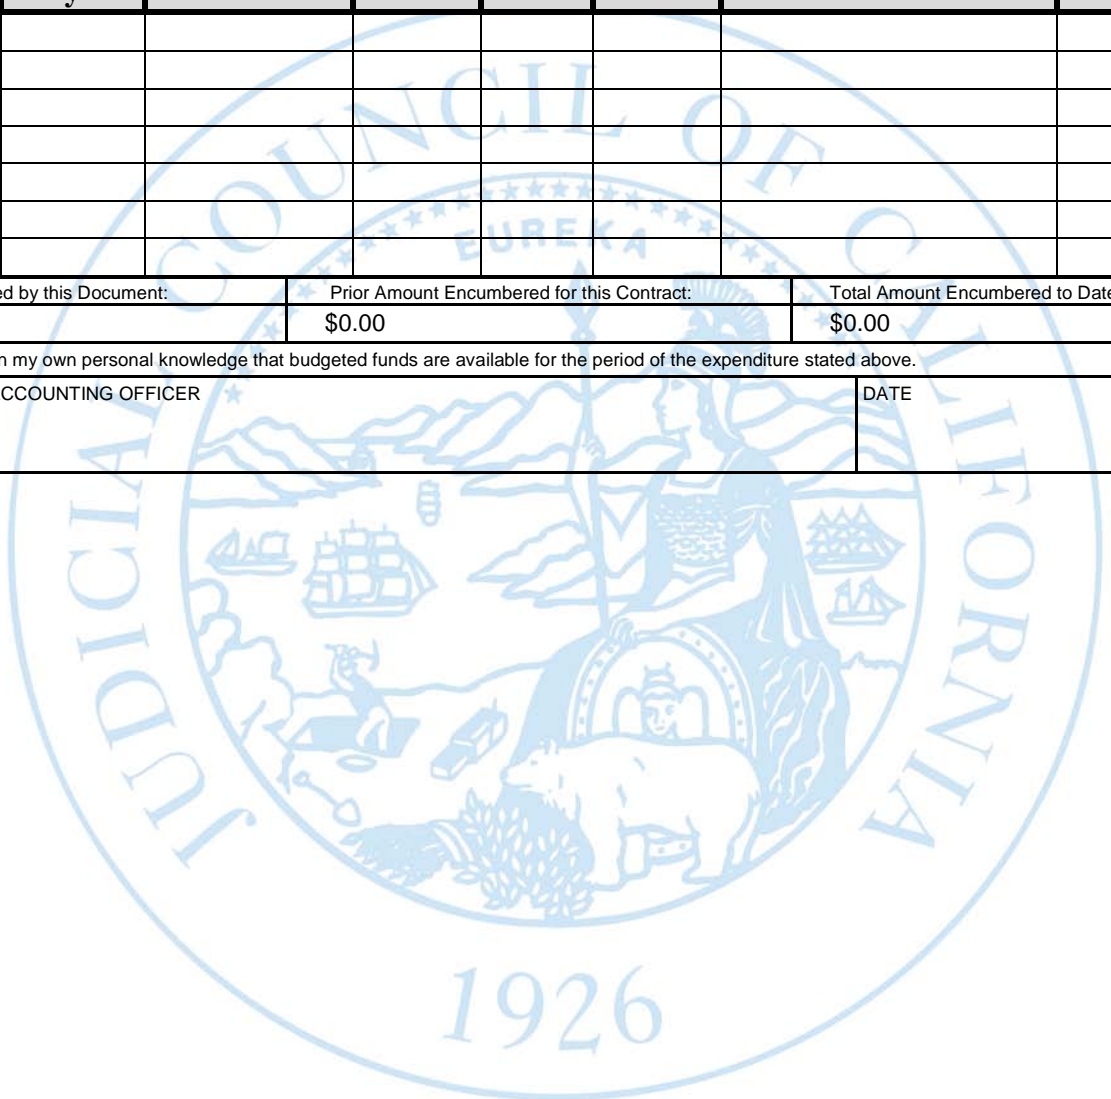 JUDICIAL COUNCIL OF CALIFORNIA
EUREKA
ed by this Document: Prior Amount Encumbered for this Contract: Total Amount Encumbered to Date
$0.00 $0.00
n my own personal knowledge that budgeted funds are available for the period of the expenditure stated above.
CCOUNTING OFFICER DATE
1926